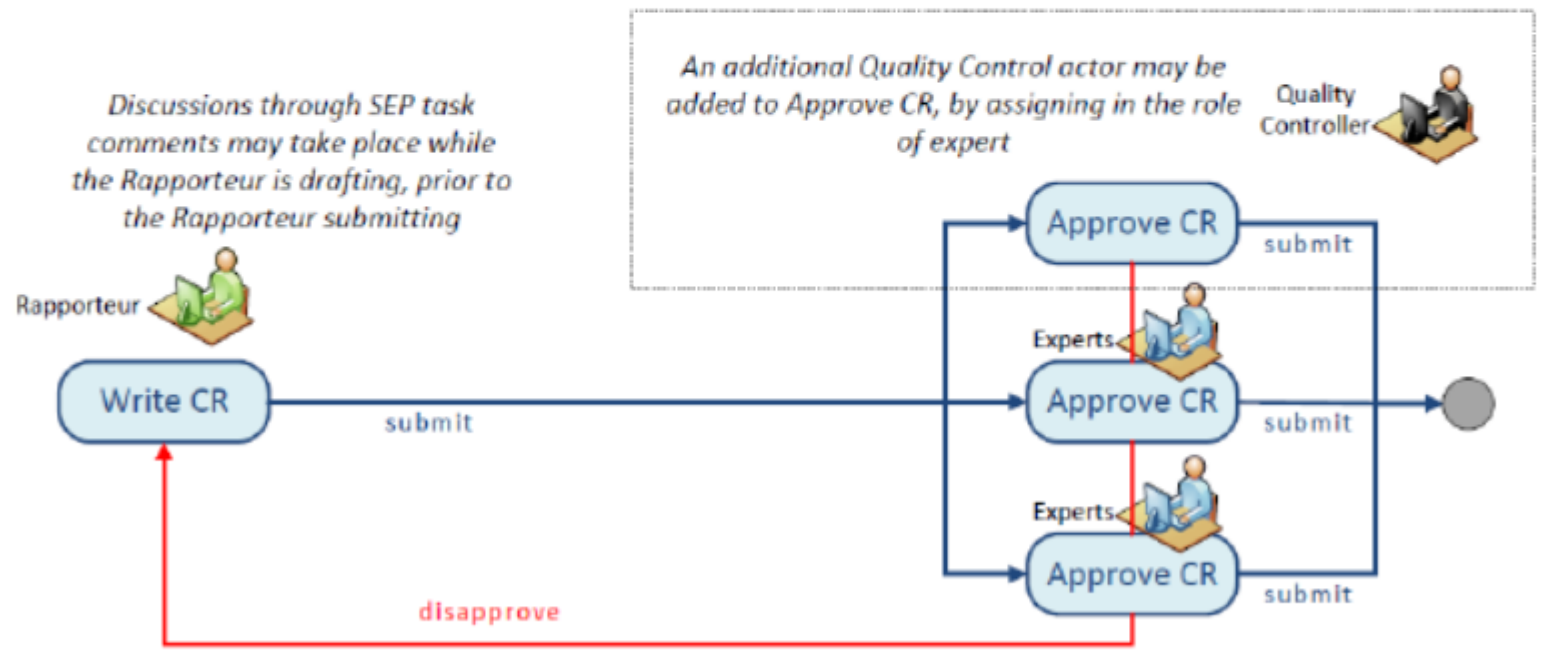 Discussions through SEP task
comments may take place while
the Rapporteur is drafting, prior to
the Rapporteur submitting
An additional Quality Control actor may be
added to Approve CR, by assigning in the role
of expert
Quality
Controller
Rapporteur
Write CR
submit
Approve CR
submit
Experts
Approve CR
submit
Experts
Approve CR
submit
disapprove